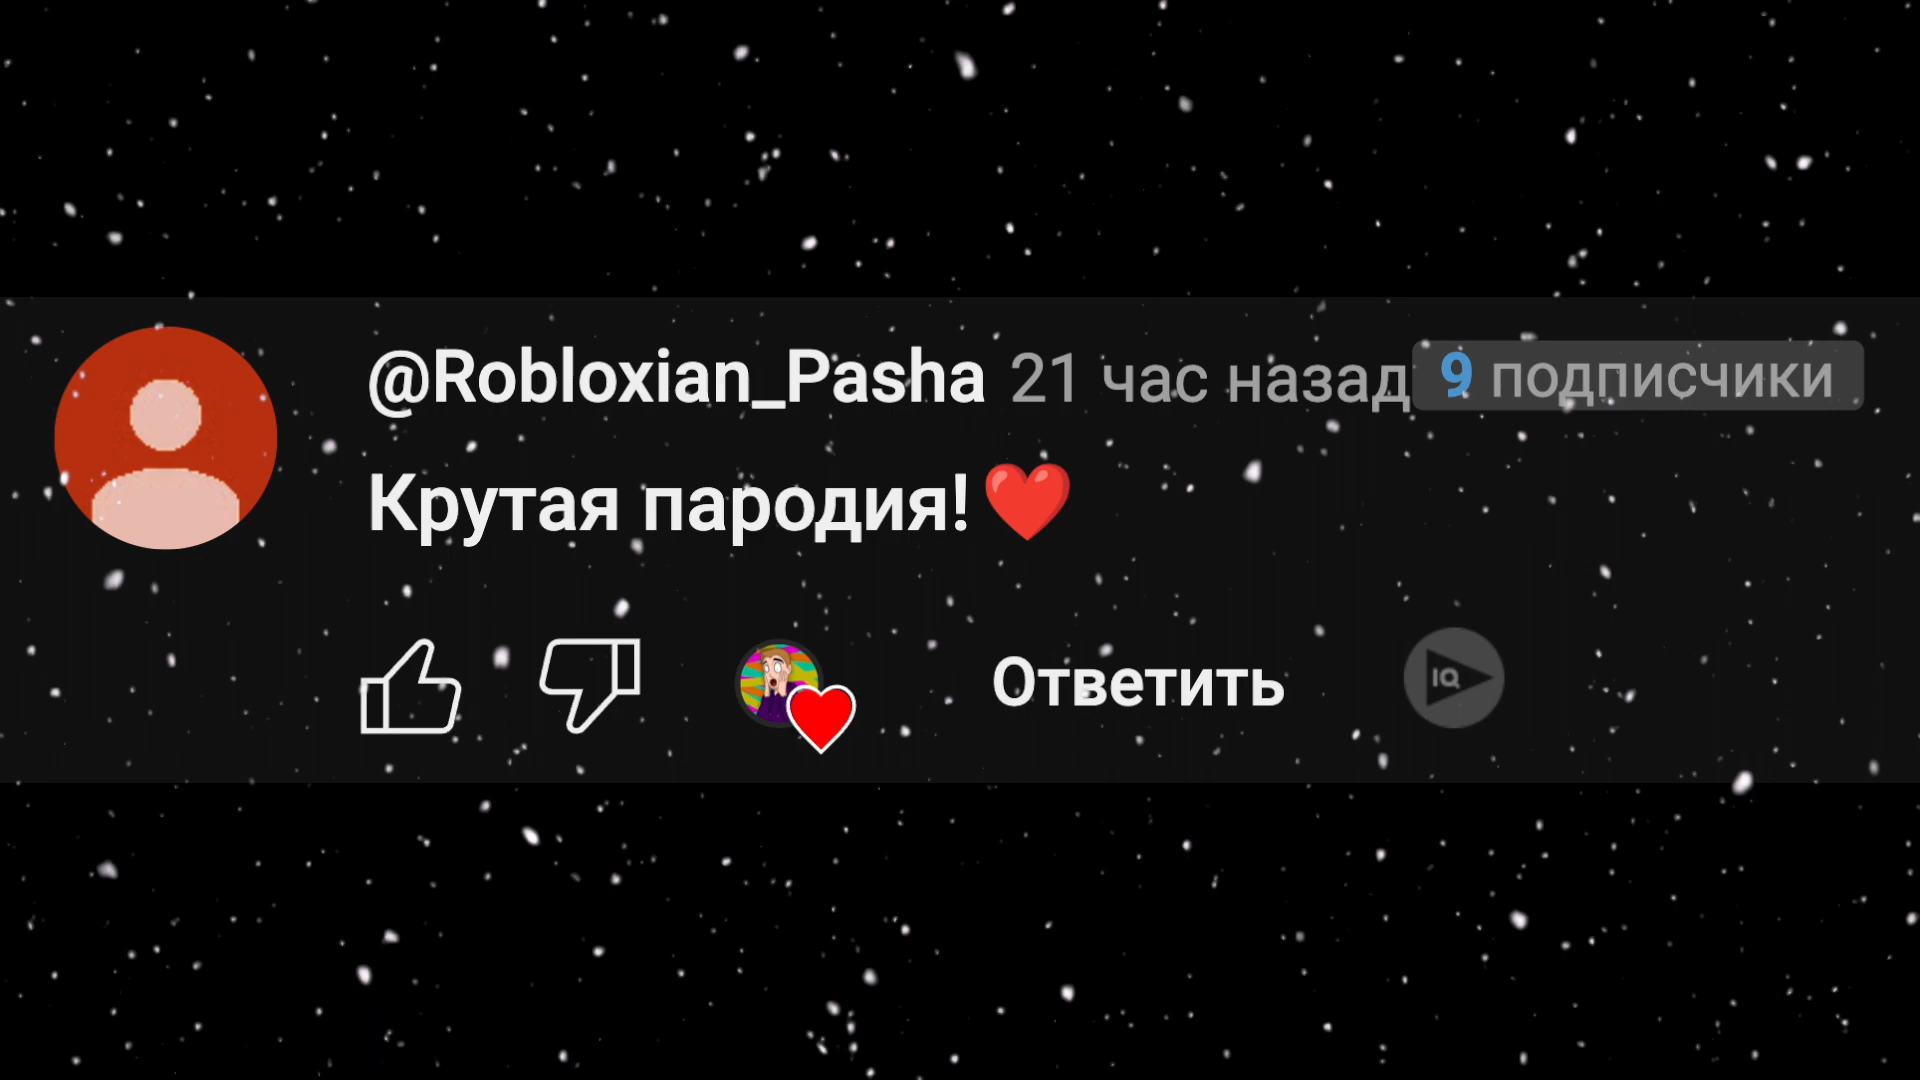 @Robloxian_Pasha 21 час назад 9 подписчики
Крутая пародия!❤️
Ответить IQ